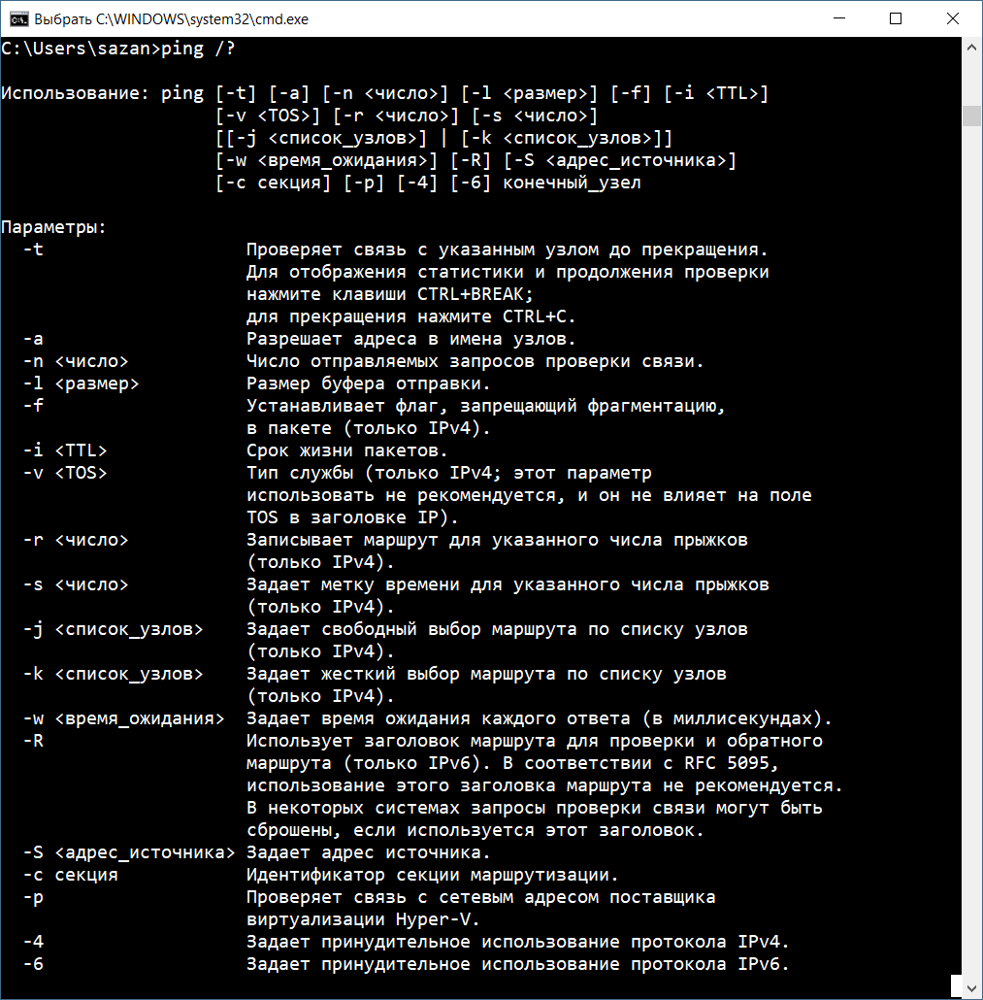 Выбрать C:\WINDOWS\system32\cmd.exe
C:\Users\sazan>ping /?
Использование: ping [-t] [-a] [-n <число>] [-l <размер>] [-f] [-i <TTL>]
[-v <TOS>] [-r <число>] [-s <число>]
[[-j <список_узлов>] | [-k <список_узлов>]]
[-w <время_ожидания>] [-R] [-S <адрес_источника>]
[-c секция] [-p] [-4] [-6] конечный_узел
Параметры:
-t Проверяет связь с указанным узлом до прекращения.
Для отображения статистики и продолжения проверки
нажмите клавиши CTRL+BREAK;
для прекращения нажмите CTRL+C.
-a Разрешает адреса в имена узлов.
-n <число> Число отправляемых запросов проверки связи.
-l <размер> Размер буфера отправки.
-f Устанавливает флаг, запрещающий фрагментацию,
в пакете (только IPv4).
-i <TTL> Срок жизни пакетов.
-v <TOS> Тип службы (только IPv4; этот параметр
использовать не рекомендуется, и он не влияет на поле
TOS в заголовке IP).
-r <число> Записывает маршрут для указанного числа прыжков
(только IPv4).
-s <число> Задает метку времени для указанного числа прыжков
(только IPv4).
-j <список_узлов> Задает свободный выбор маршрута по списку узлов
(только IPv4).
-k <список_узлов> Задает жесткий выбор маршрута по списку узлов
(только IPv4).
-w <время_ожидания> Задает время ожидания каждого ответа (в миллисекундах).
-R Использует заголовок маршрута для проверки и обратного
маршрута (только IPv6). В соответствии с RFC 5095,
использование этого заголовка маршрута не рекомендуется.
В некоторых системах запросы проверки связи могут быть
сброшены, если используется этот заголовок.
-S <адрес_источника> Задает адрес источника.
-c секция Идентификатор секции маршрутизации.
-p Проверяет связь с сетевым адресом поставщика
виртуализации Hyper-V.
-4 Задает принудительное использование протокола IPv4.
-6 Задает принудительное использование протокола IPv6.